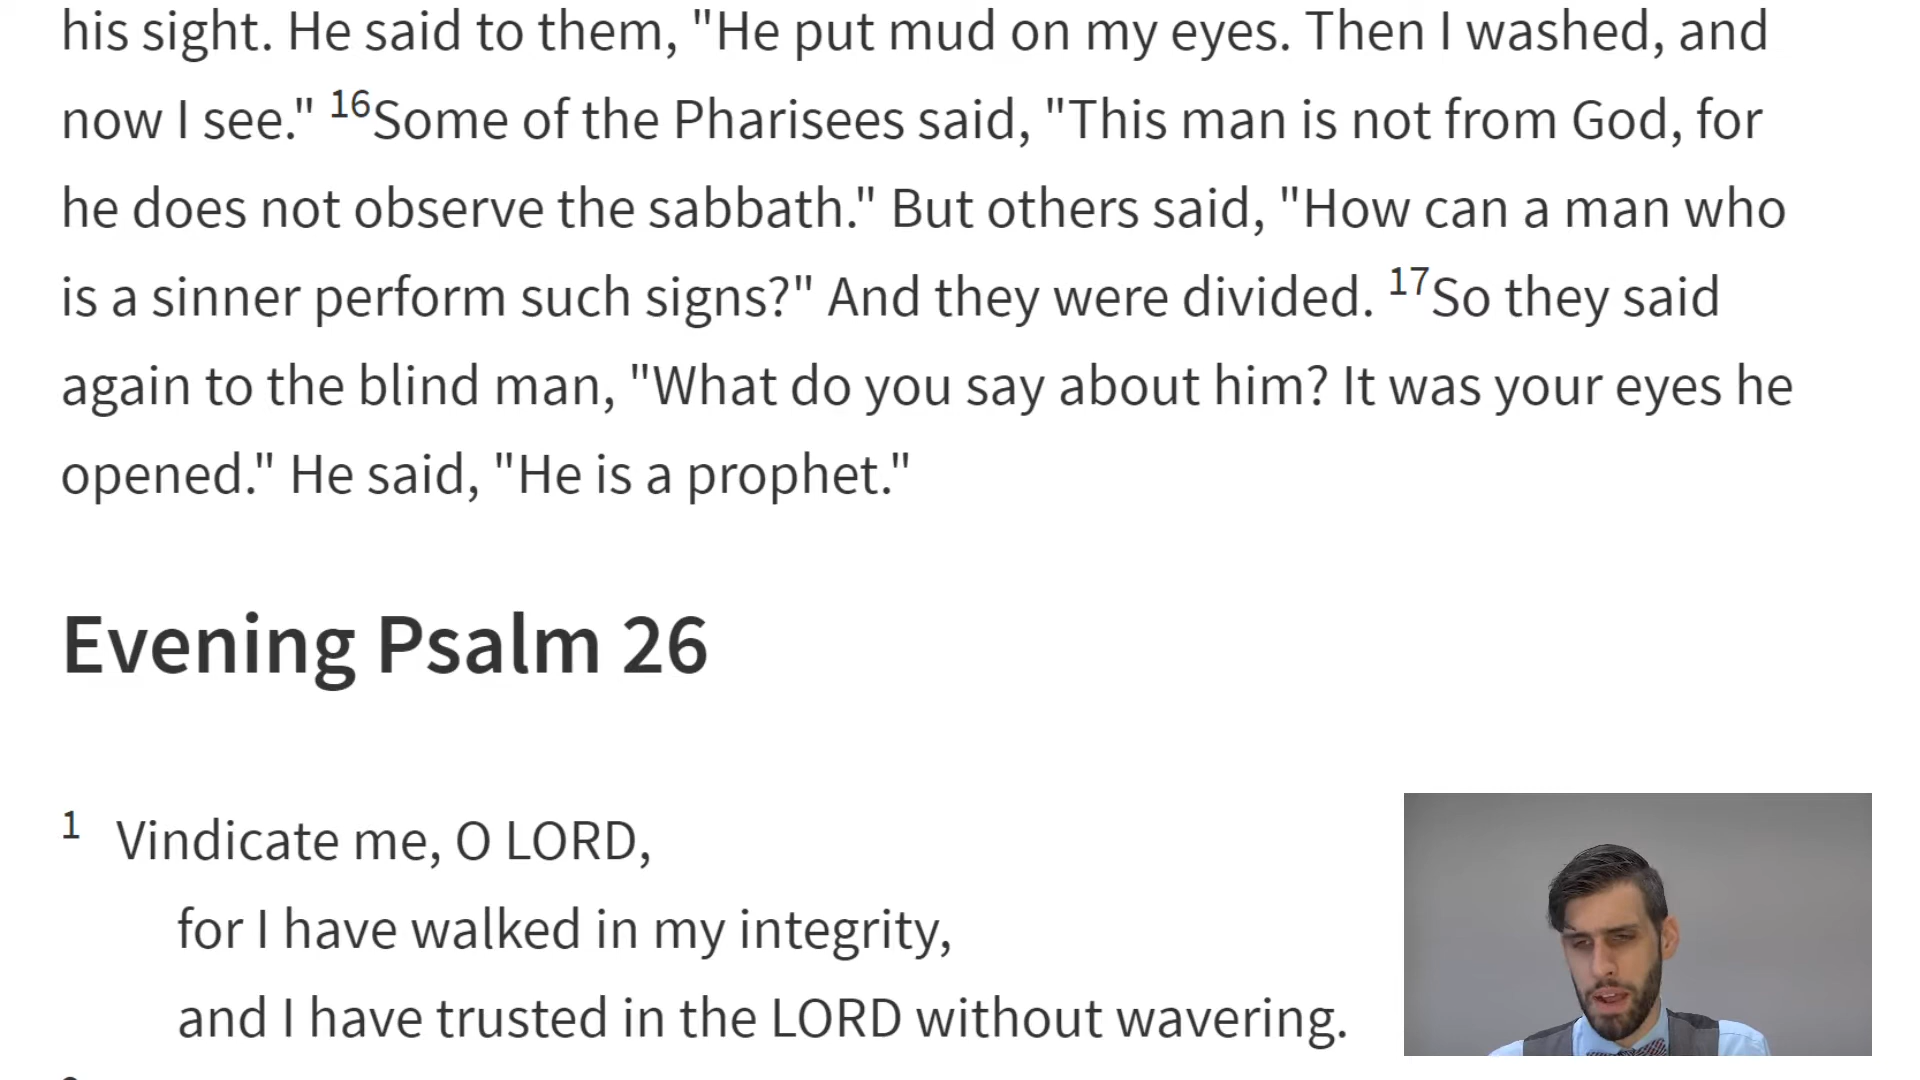 his sight. He said to them, "He put mud on my eyes. Then I washed, and
now I see." 16Some of the Pharisees said, "This man is not from God, for
he does not observe the sabbath." But others said, "How can a man who
is a sinner perform such signs?" And they were divided. 17So they said
again to the blind man, "What do you say about him? It was your eyes he
opened." He said, "He is a prophet."
Evening Psalm 26
1 Vindicate me, O LORD,
for I have walked in my integrity,
and I have trusted in the LORD without wavering.